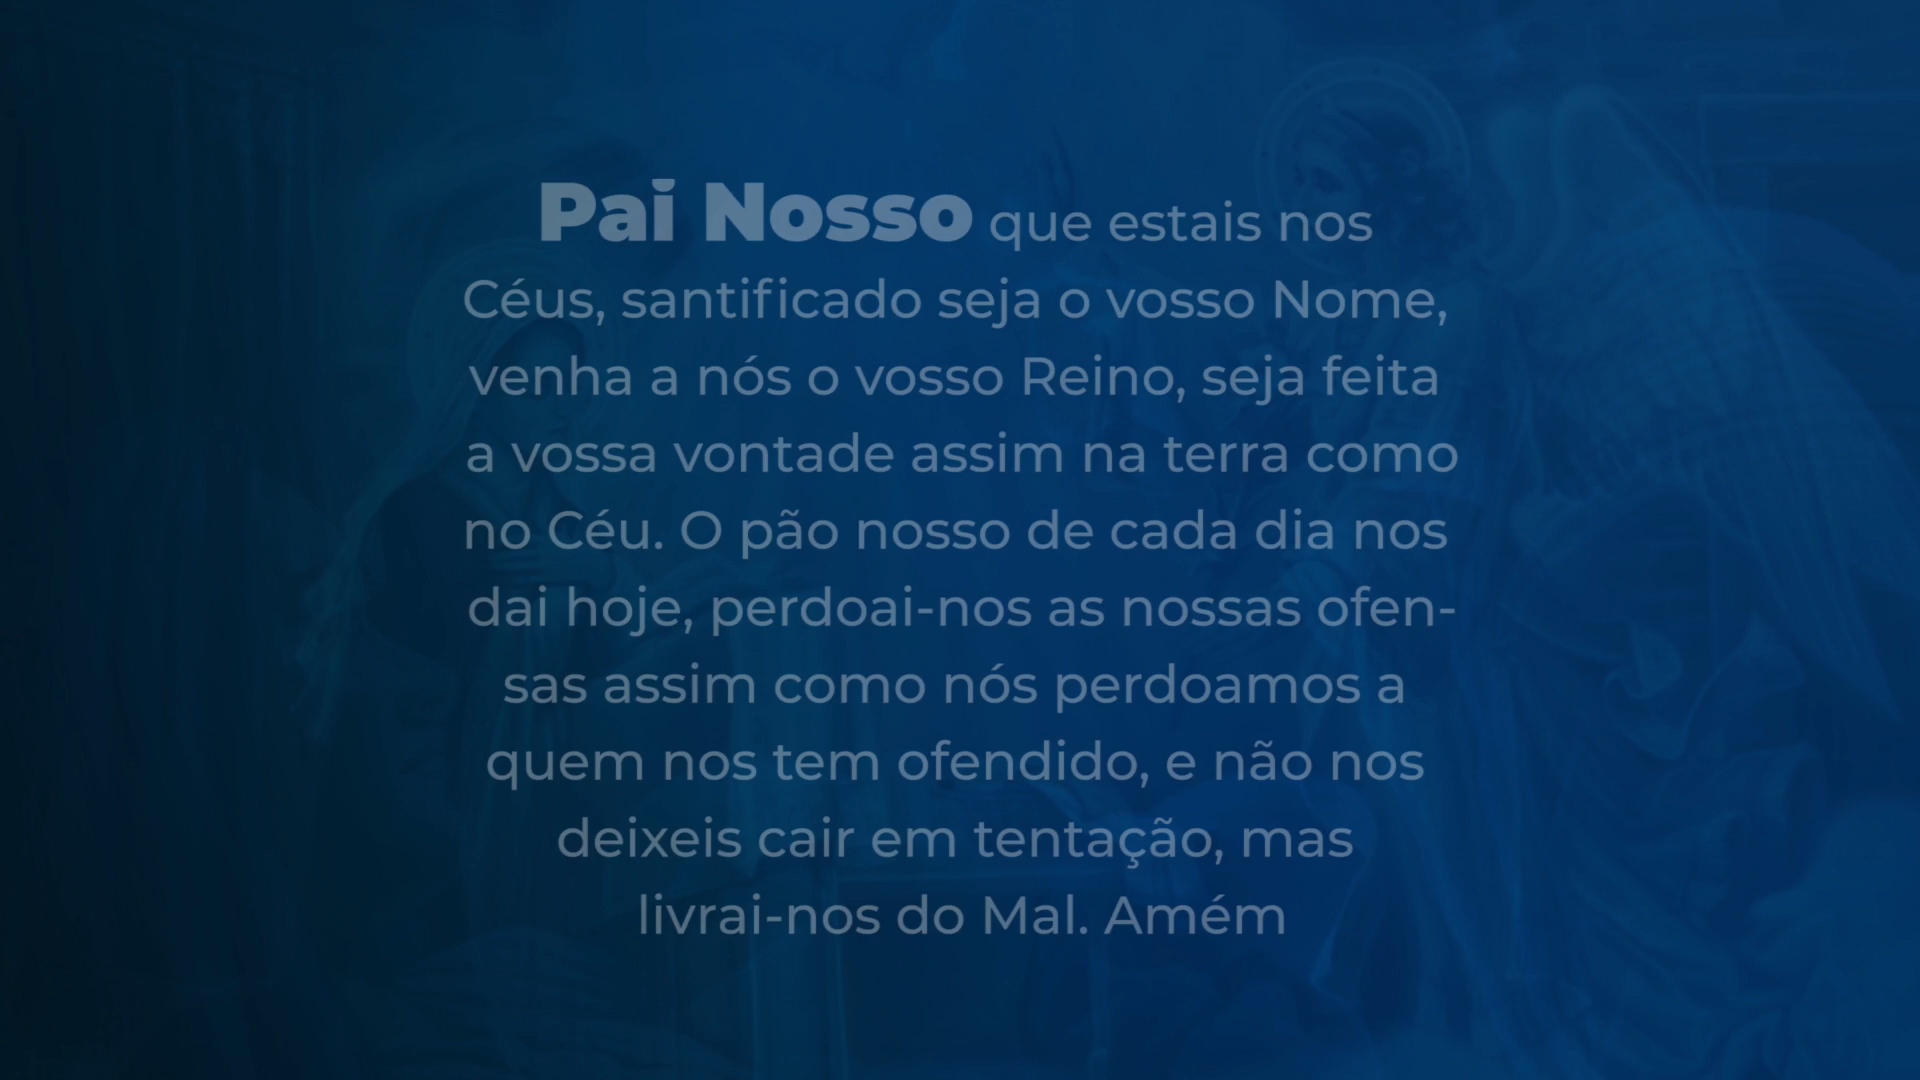 Pai Nosso que estais nos
Céus, santificado seja o vosso Nome,
venha a nós o vosso Reino, seja feita
a vossa vontade assim na terra como
no Céu. O pão nosso de cada dia nos
dai hoje, perdoai-nos as nossas ofen-
sas assim como nós perdoamos a
quem nos tem ofendido, e não nos
deixeis cair em tentação, mas
livrai-nos do Mal. Amém